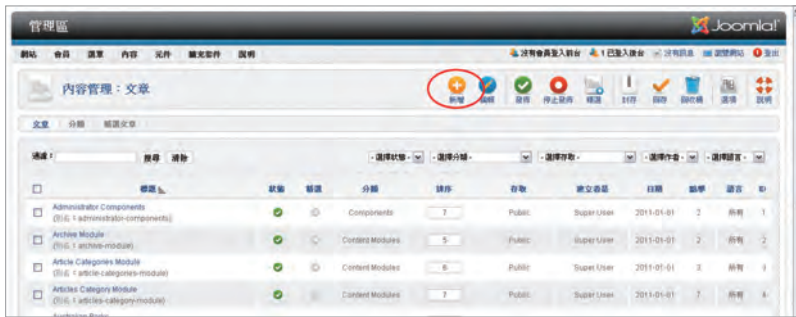 管理區 Joomla!
網站 會員 選單 內容 元件 擴充套件 說明 沒有會員登入前台 1 已登入後台 沒有訊息 瀏覽網站 登出
內容管理：文章 新增 編輯 發佈 停止發佈 精選 封存 回存 回收桶 選項 說明
文章 分類 精選文章
過濾： 搜尋 清除 - 選擇狀態 - - 選擇分類 - - 選擇存取 - - 選擇作者 - - 選擇語言 -
標題 狀態 精選 分類 排序 存取 建立者是 日期 點擊 語言 ID
Administrator Components Components 7 Public Super User 2011-01-01 2 所有 1
(別名：administrator-components)
Archive Module Content Modules 5 Public Super User 2011-01-01 2 所有 2
(別名：archive-module)
Article Categories Module Content Modules 6 Public Super User 2011-01-01 3 所有
(別名：article-categories-module)
Articles Category Module Content Modules 7 Public Super User 2011-01-01 7 所有
(別名：articles-category-module)